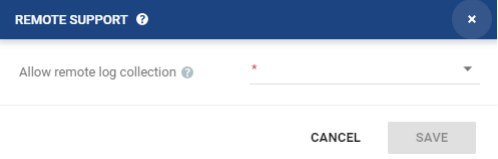 REMOTE SUPPORT ?
×
Allow remote log collection ? *
CANCEL SAVE